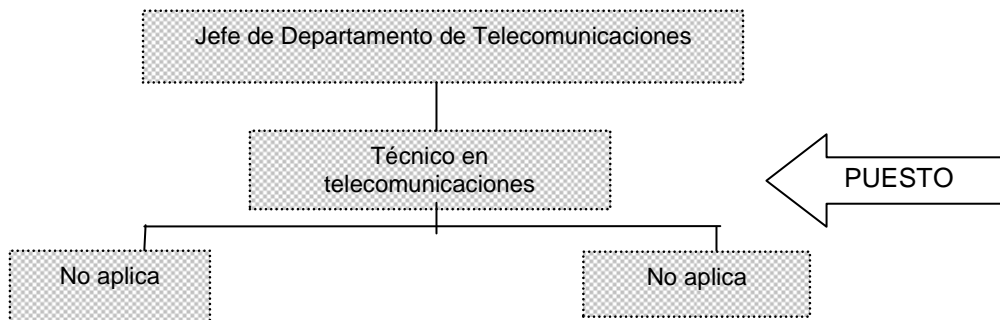 Jefe de Departamento de Telecomunicaciones
Técnico en
telecomunicaciones
PUESTO
No aplica
No aplica